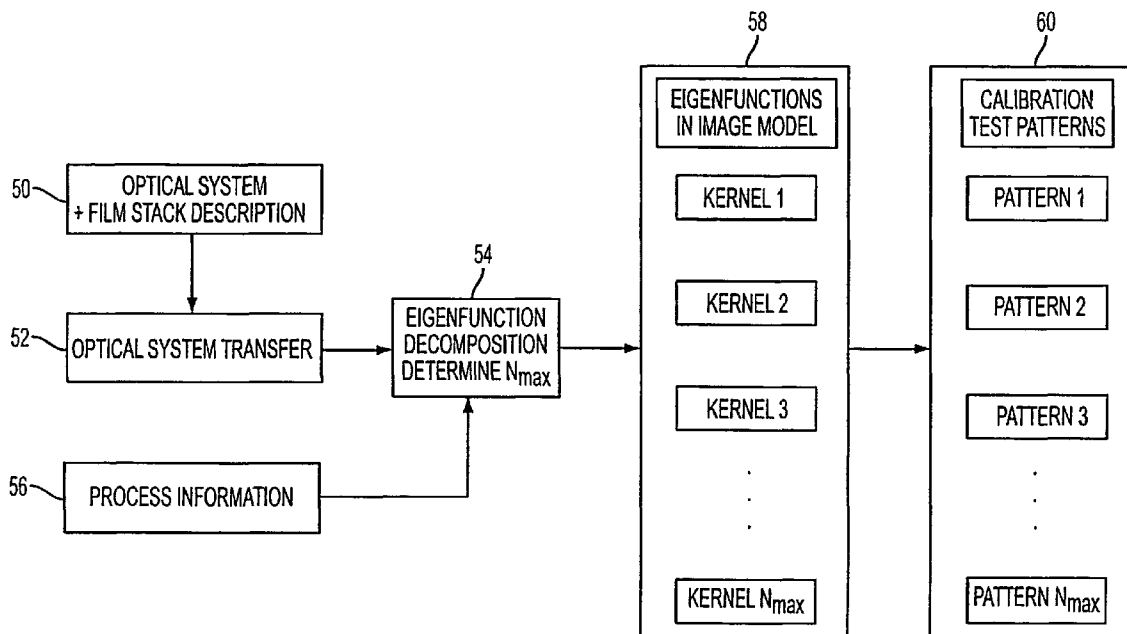 50
OPTICAL SYSTEM
+ FILM STACK DESCRIPTION
52
OPTICAL SYSTEM TRANSFER
56
PROCESS INFORMATION
54
EIGENFUNCTION
DECOMPOSITION
DETERMINE Nmax
58
EIGENFUNCTIONS
IN IMAGE MODEL
KERNEL 1
KERNEL 2
KERNEL 3
.
.
.
KERNEL Nmax
60
CALIBRATION
TEST PATTERNS
PATTERN 1
PATTERN 2
PATTERN 3
.
.
.
PATTERN Nmax